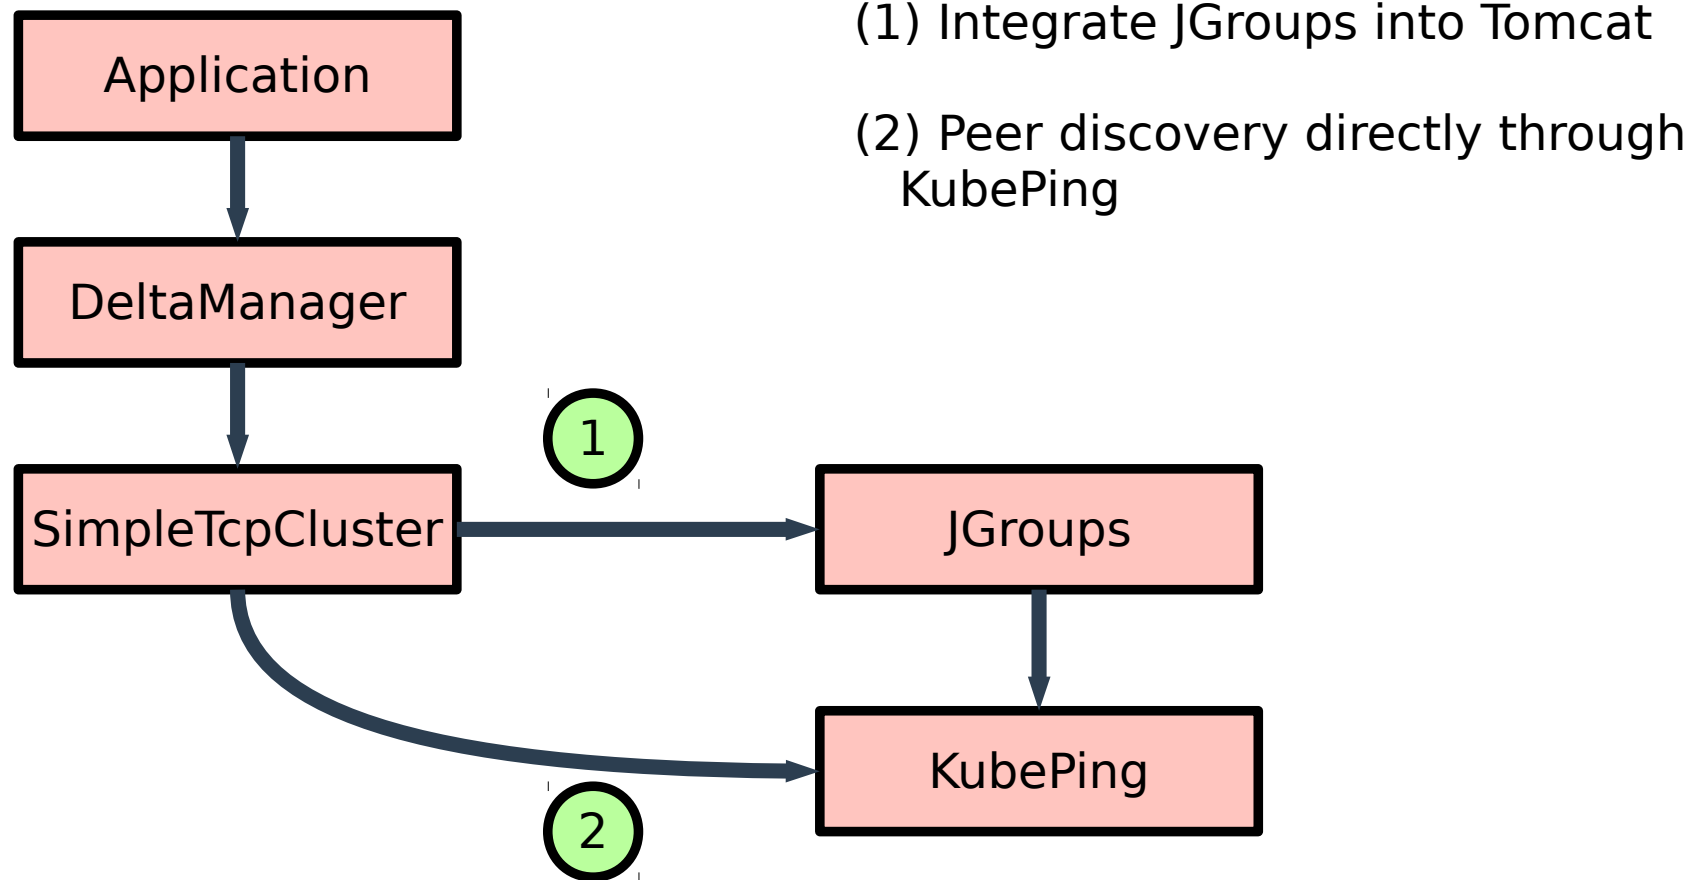 (1) Integrate JGroups into Tomcat
(2) Peer discovery directly through
KubePing
Application
DeltaManager
1
SimpleTcpCluster
JGroups
KubePing
2